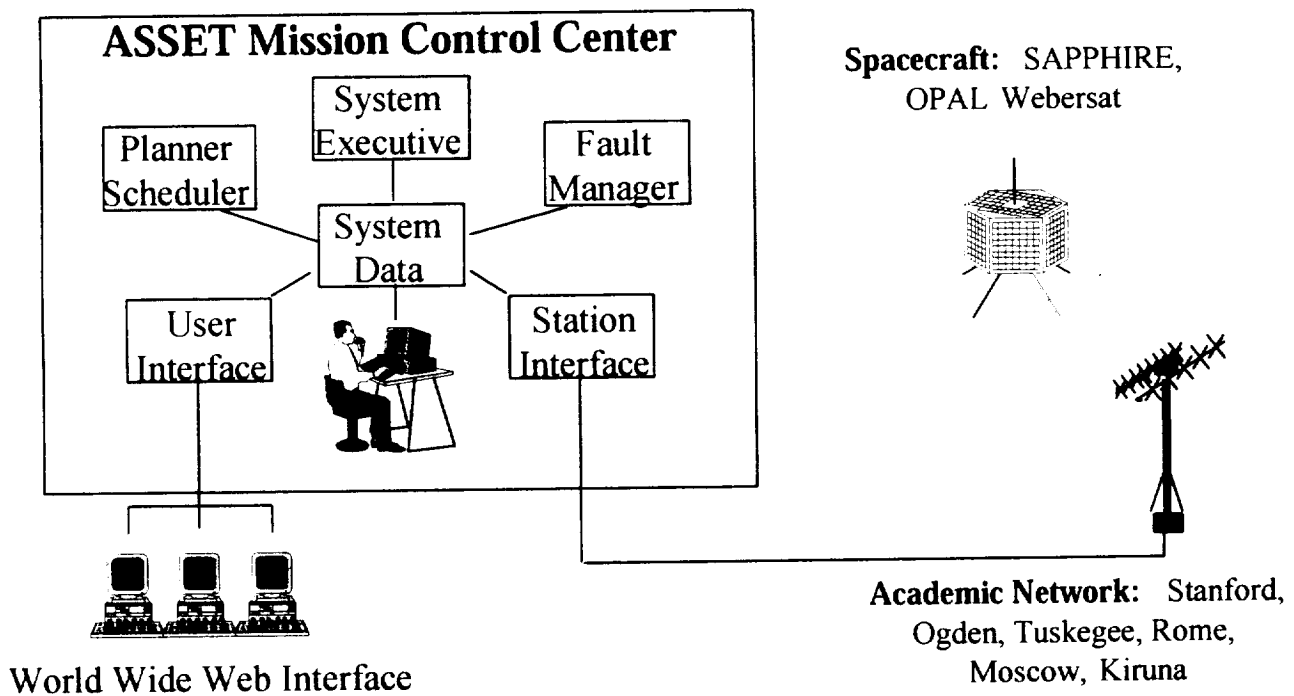 ASSET Mission Control Center
System
Executive
Planner
Scheduler
Fault
Manager
System
Data
User
Interface
Station
Interface
World Wide Web Interface
Spacecraft: SAPPHIRE,
OPAL Webersat
Academic Network: Stanford,
Ogden, Tuskegee, Rome,
Moscow, Kiruna